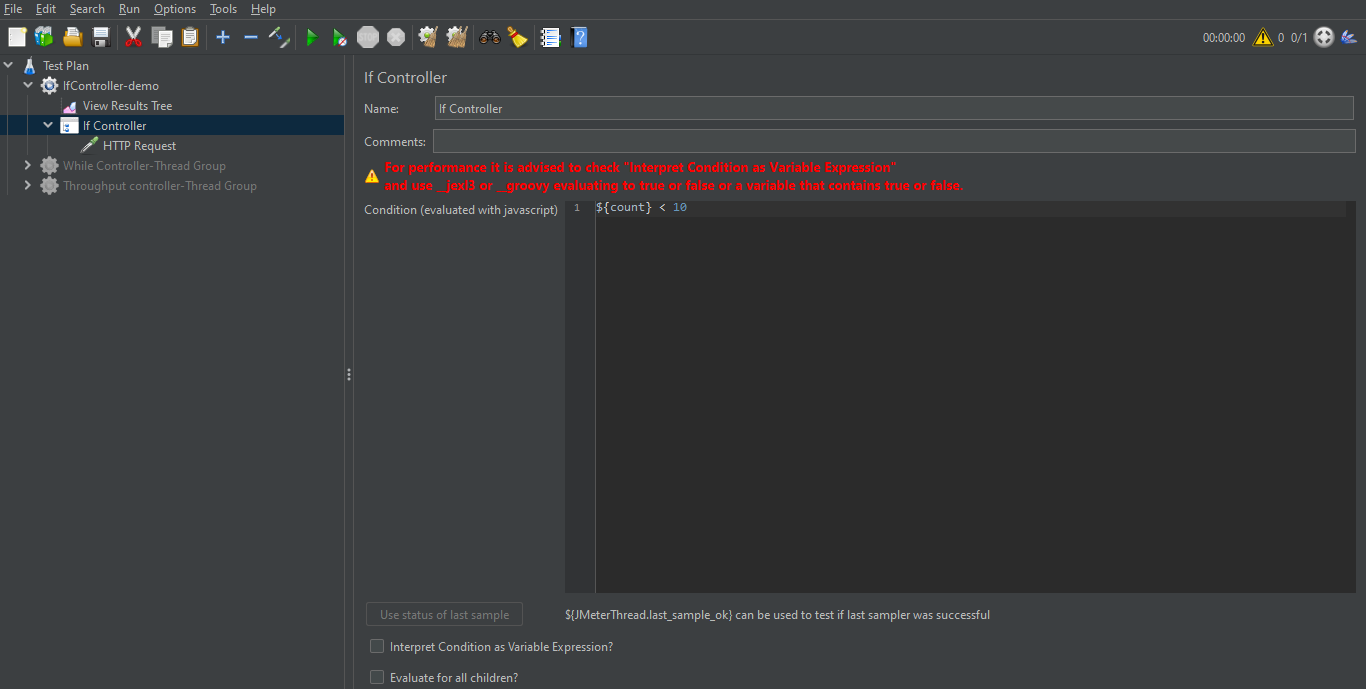 File Edit Search Run Options Tools Help
STOP
00:00:00 0 0/1
Test Plan
IfController-demo
View Results Tree
If Controller
HTTP Request
While Controller-Thread Group
Throughput controller-Thread Group
If Controller
Name: If Controller
Comments:
For performance it is advised to check "Interpret Condition as Variable Expression"
and use __jexl3 or __groovy evaluating to true or false or a variable that contains true or false.
Condition (evaluated with javascript) 1 ${count} < 10
Use status of last sample ${JMeterThread.last_sample_ok} can be used to test if last sampler was successful
Interpret Condition as Variable Expression?
Evaluate for all children?